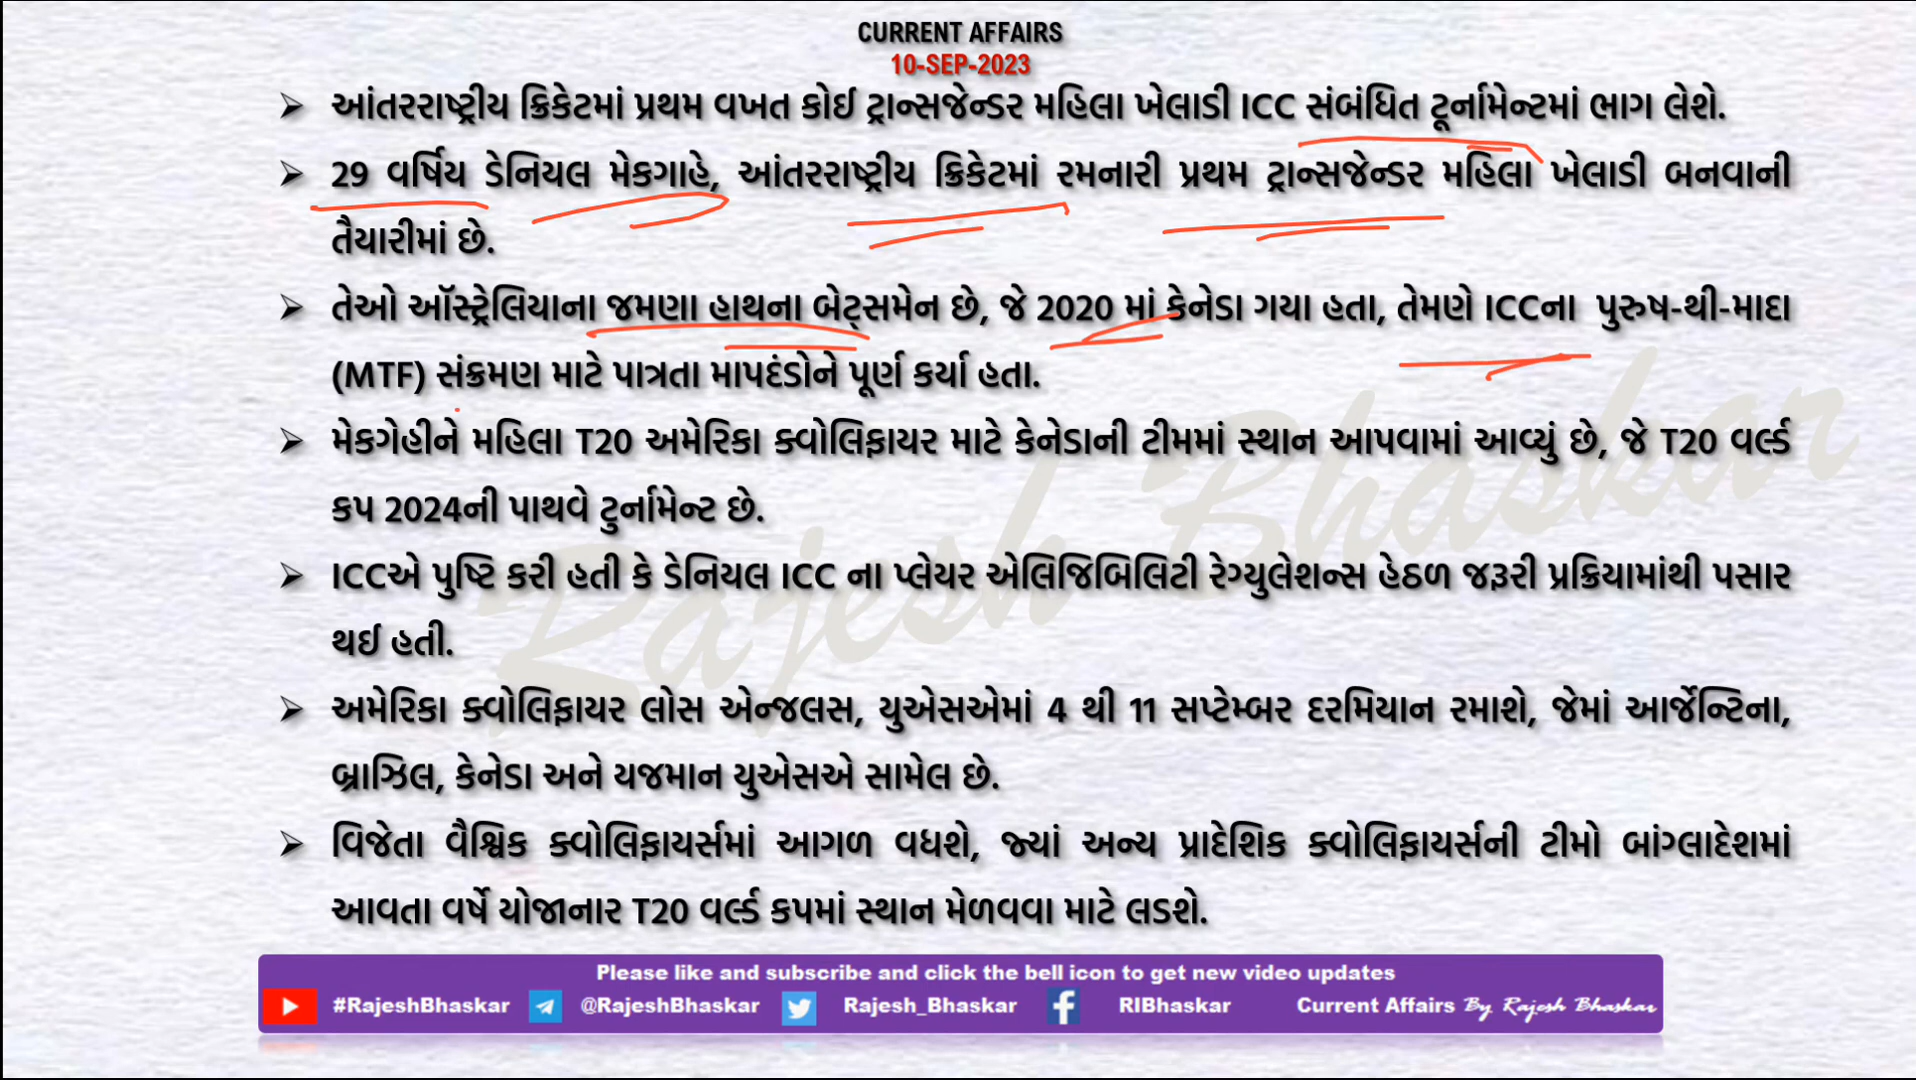 CURRENT AFFAIRS
10-SEP-2023
➢ આંતરરાષ્ટ્રીય ક્રિકેટમાં પ્રથમ વખત કોઈ ટ્રાન્સજેન્ડર મહિલા ખેલાડી ICC સંબંધિત ટૂર્નામેન્ટમાં ભાગ લેશે.
➢ 29 વર્ષિય ડેનિયલ મેકગાહે, આંતરરાષ્ટ્રીય ક્રિકેટમાં રમનારી પ્રથમ ટ્રાન્સજેન્ડર મહિલા ખેલાડી બનવાની
તૈયારીમાં છે.
➢ તેઓ ઑસ્ટ્રેલિયાના જમણા હાથના બેટ્સમેન છે, જે 2020 માં કેનેડા ગયા હતા, તેમણે ICCના પુરુષ-થી-માદા
(MTF) સંક્રમણ માટે પાત્રતા માપદંડોને પૂર્ણ કર્યા હતા.
➢ મેકગેહીને મહિલા T20 અમેરિકા ક્વોલિફાયર માટે કેનેડાની ટીમમાં સ્થાન આપવામાં આવ્યું છે, જે T20 વર્લ્ડ
કપ 2024ની પાથવે ટુર્નામેન્ટ છે.
➢ ICCએ પુષ્ટિ કરી હતી કે ડેનિયલ ICC ના પ્લેયર એલિજિબિલિટી રેગ્યુલેશન્સ હેઠળ જરૂરી પ્રક્રિયામાંથી પસાર
થઈ હતી.
➢ અમેરિકા ક્વોલિફાયર લોસ એન્જલસ, યુએસએમાં 4 થી 11 સપ્ટેમ્બર દરમિયાન રમાશે, જેમાં આર્જેન્ટિના,
બ્રાઝિલ, કેનેડા અને યજમાન યુએસએ સામેલ છે.
➢ વિજેતા વૈશ્વિક ક્વોલિફાયર્સમાં આગળ વધશે, જ્યાં અન્ય પ્રાદેશિક ક્વોલિફાયર્સની ટીમો બાંગ્લાદેશમાં
આવતા વર્ષે યોજાનાર T20 વર્લ્ડ કપમાં સ્થાન મેળવવા માટે લડશે.
Rajesh Bhaskar
Please like and subscribe and click the bell icon to get new video updates
#RajeshBhaskar @RajeshBhaskar Rajesh_Bhaskar RIBhaskar Current Affairs By Rajesh Bhaskar